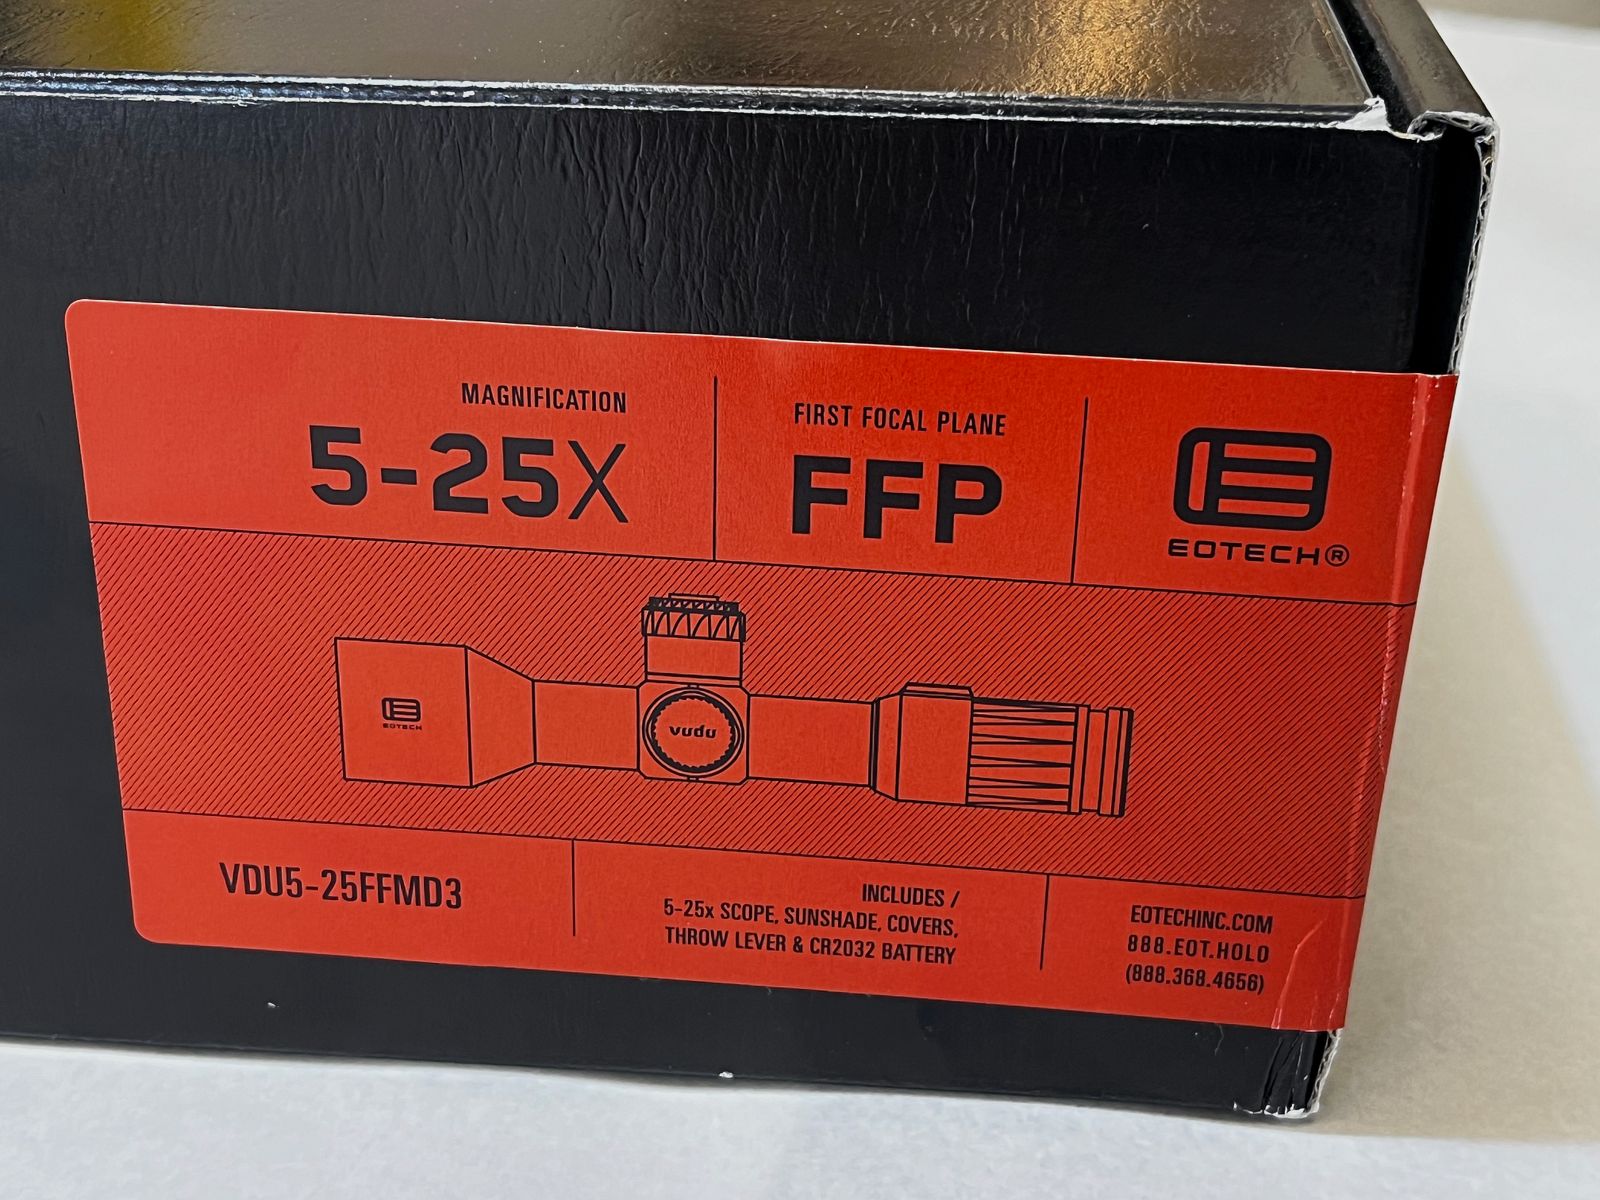 MAGNIFICATION
5-25X
FIRST FOCAL PLANE
FFP
EOTECH®
EOTECH
vudu
VDU5-25FFMD3
INCLUDES /
5-25x SCOPE, SUNSHADE, COVERS,
THROW LEVER & CR2032 BATTERY
EOTECHINC.COM
888.EOT.HOLD
(888.368.4656)